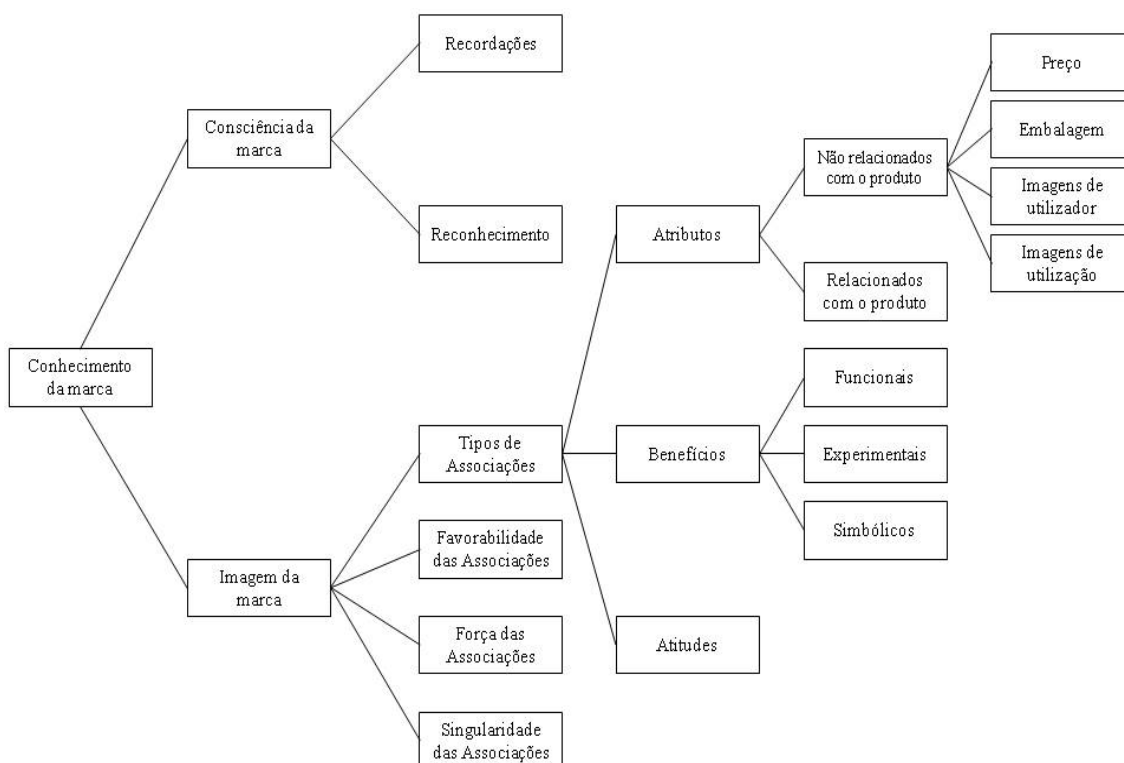 Conhecimento
da marca
Consciência da
marca
Recordações
Reconhecimento
Imagem da
marca
Tipos de
Associações
Favorabilidade
das Associações
Força das
Associações
Singularidade
das Associações
Atributos
Não relacionados
com o produto
Preço
Embalagem
Imagens de
utilizador
Imagens de
utilização
Relacionados
com o produto
Benefícios
Funcionais
Experimentais
Simbólicos
Atitudes